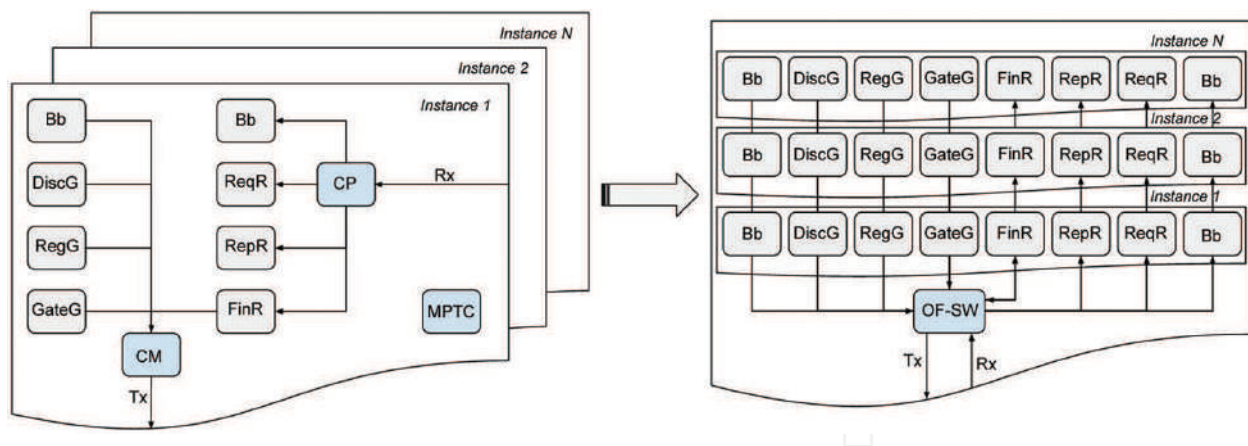 Instance N
Instance 2
Instance 1
Bb
Bb
DiscG
ReqR
CP
Rx
RegG
RepR
GateG
FinR
MPTC
CM
Tx
Instance N
Bb DiscG RegG GateG FinR RepR ReqR Bb
Instance 2
Bb DiscG RegG GateG FinR RepR ReqR Bb
Instance 1
Bb DiscG RegG GateG FinR RepR ReqR Bb
OF-SW
Tx
Rx